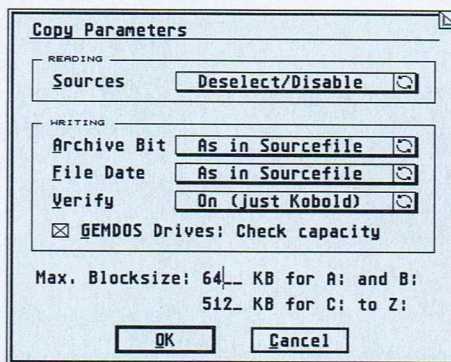 Copy Parameters
READING
Sources Deselect/Disable
WRITING
Archive Bit As in Sourcefile
File Date As in Sourcefile
Verify On (just Kobold)
GEMDOS Drives: Check capacity
Max. Blocksize: 64__ KB for A: and B:
512_ KB for C: to Z:
OK Cancel